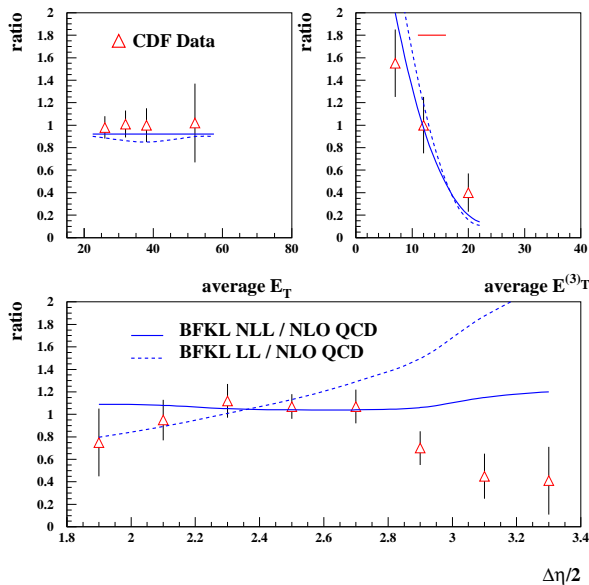 ratio
2
1.8
1.6
1.4
1.2
1
0.8
0.6
0.4
0.2
0
CDF Data
20 40 60 80
average E_T
ratio
2
1.8
1.6
1.4
1.2
1
0.8
0.6
0.4
0.2
0
0 10 20 30 40
average E^(3)T
ratio
2
1.8
1.6
1.4
1.2
1
0.8
0.6
0.4
0.2
0
BFKL NLL / NLO QCD
BFKL LL / NLO QCD
1.8 2 2.2 2.4 2.6 2.8 3 3.2 3.4
Δη/2